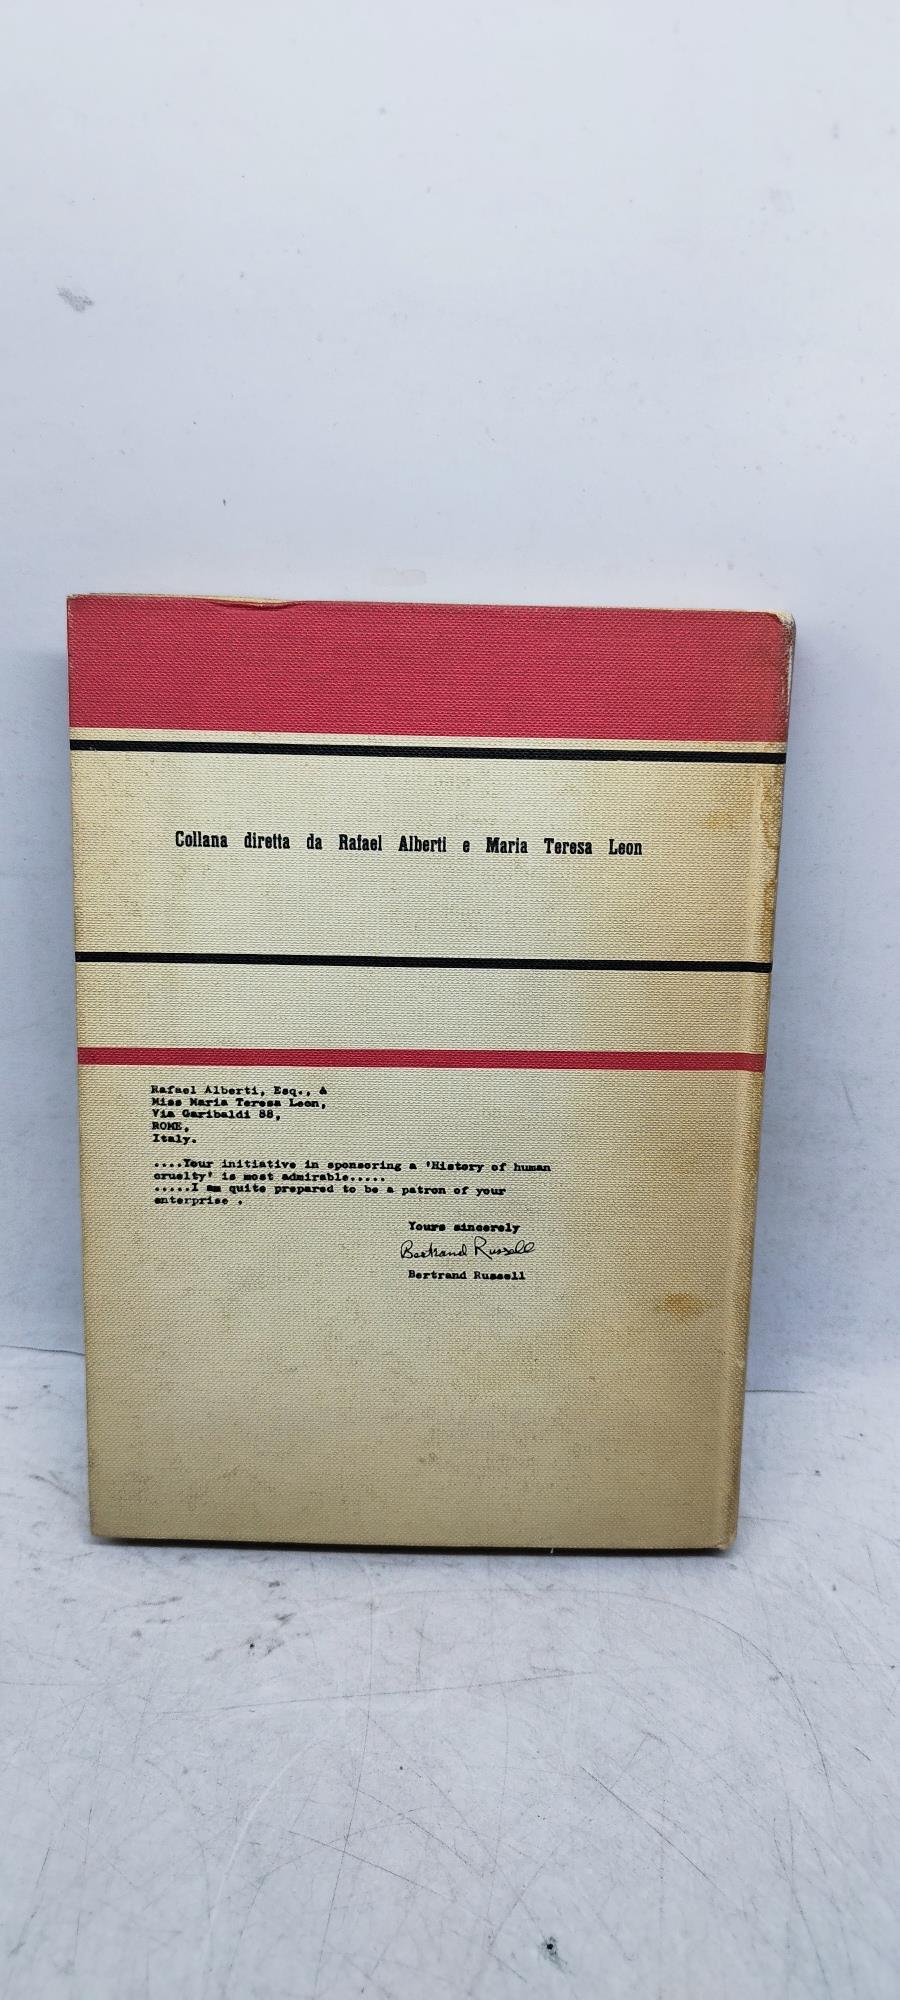 Collana diretta da Rafael Alberti e Maria Teresa Leon
Rafael Alberti, Esq., &
Miss Maria Teresa Leon,
Via Garibaldi 88,
ROME,
Italy.
....Your initiative in sponsoring a 'History of human
cruelty' is most admirable.....
.....I am quite prepared to be a patron of your
enterprise .
Yours sincerely
Bertrand Russell
Bertrand Russell